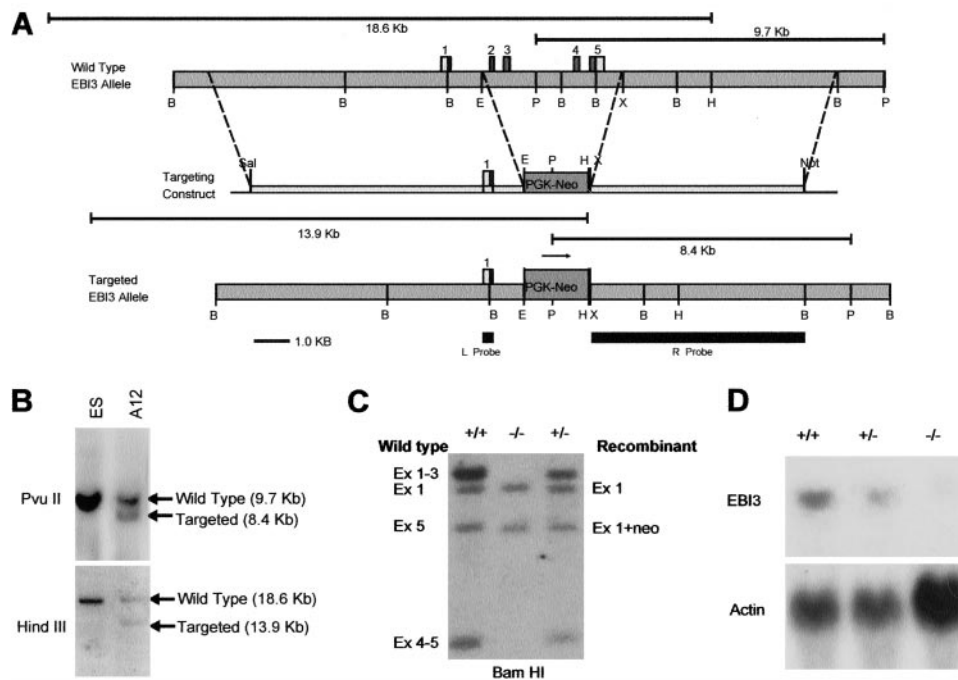 A
18.6 Kb
9.7 Kb
Wild Type
EBI3 Allele
1 2 3 4 5
B B B E P B B X B H B P
Sal E P H X Not
Targeting
Construct
1
PGK-Neo
13.9 Kb
8.4 Kb
Targeted
EBI3 Allele
1
PGK-Neo
B B B E P H X B H B P B
1.0 KB
L Probe
R Probe
B
ES A12
Pvu II
Wild Type (9.7 Kb)
Targeted (8.4 Kb)
Hind III
Wild Type (18.6 Kb)
Targeted (13.9 Kb)
C
+/+ -/- +/-
Wild type Recombinant
Ex 1-3
Ex 1 Ex 1
Ex 5 Ex 1+neo
Ex 4-5
Bam HI
D
+/+ +/- -/-
EBI3
Actin